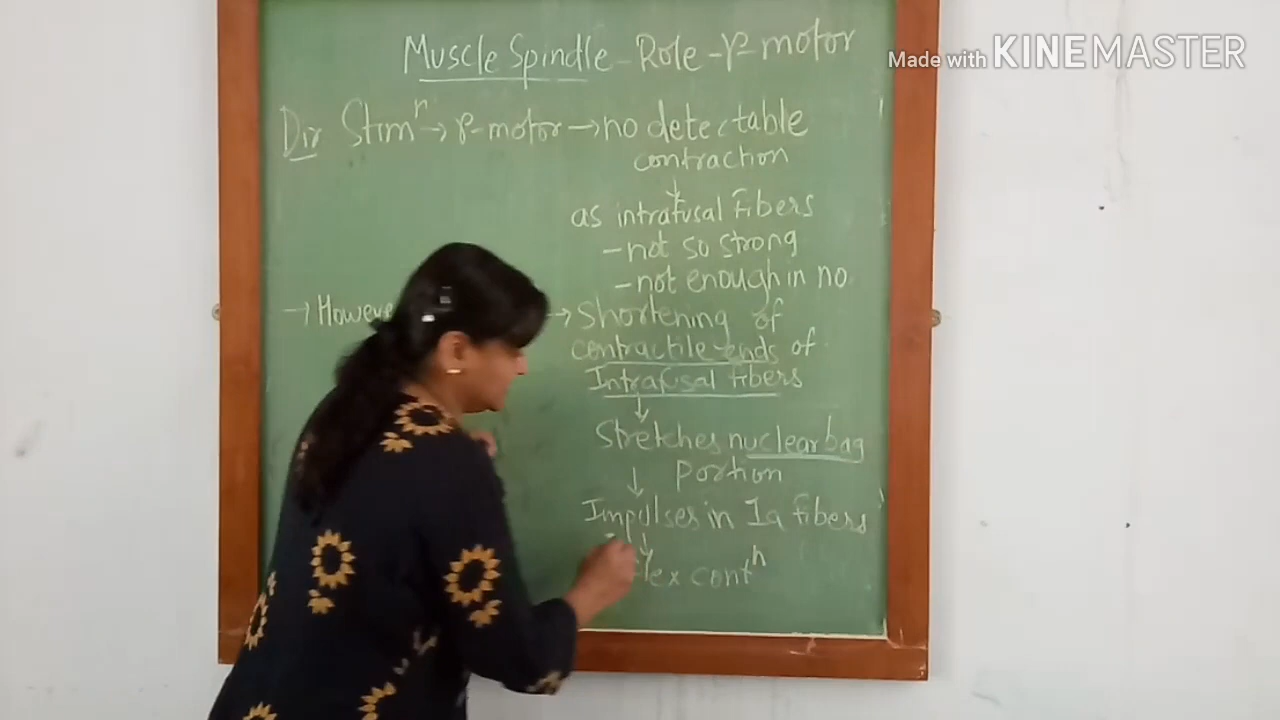 Muscle Spindle - Role - γ- motor
Made with KINEMASTER
Dir Stimʳ → γ- motor → no detectable
contraction
↓
as intrafusal fibers
- not so strong
- not enough in no.
→ Howeve → Shortening of
contractile ends of
Intrafusal fibers
↓
Stretches nuclear bag
portion
↓
Impulses in Ia fibers
↓
flex contⁿ